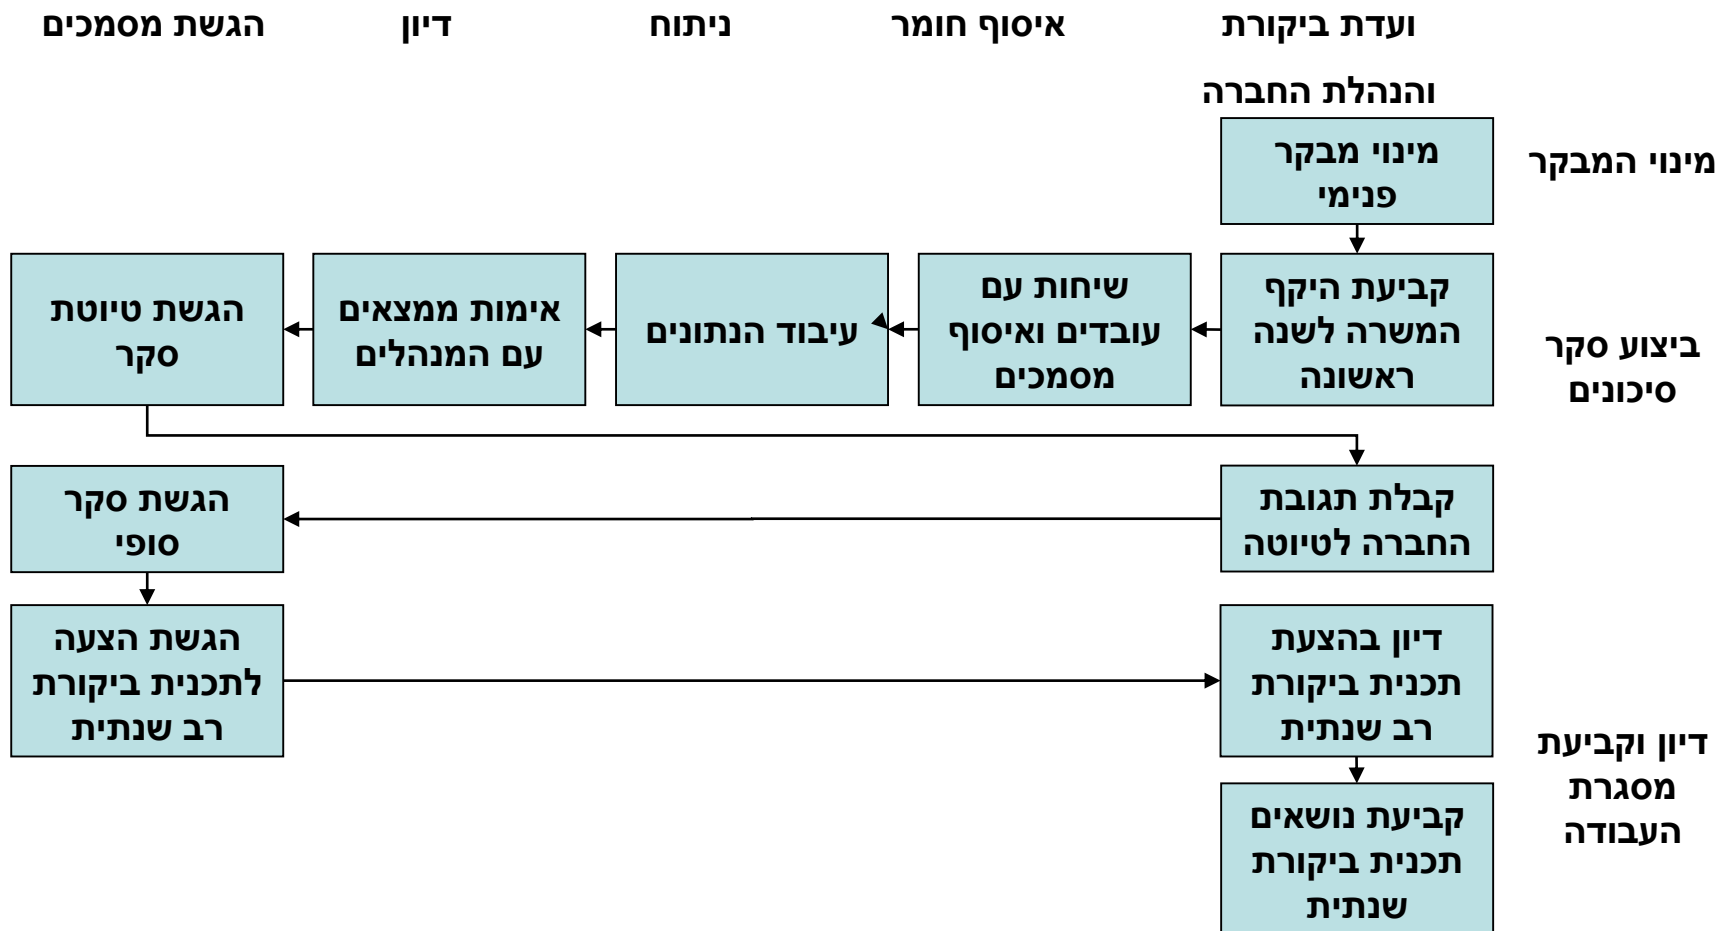 ועדת ביקורת
והנהלת החברה
איסוף חומר
ניתוח
דיון
הגשת מסמכים
מינוי המבקר
מינוי מבקר
פנימי
ביצוע סקר
סיכונים
קביעת היקף
המשרה לשנה
ראשונה
שיחות עם
עובדים ואיסוף
מסמכים
עיבוד הנתונים
אימות ממצאים
עם המנהלים
הגשת טיוטת
סקר
קבלת תגובת
החברה לטיוטה
הגשת סקר
סופי
הגשת הצעה
לתכנית ביקורת
רב שנתית
דיון וקביעת
מסגרת
העבודה
דיון בהצעת
תכנית ביקורת
רב שנתית
קביעת נושאים
תכנית ביקורת
שנתית